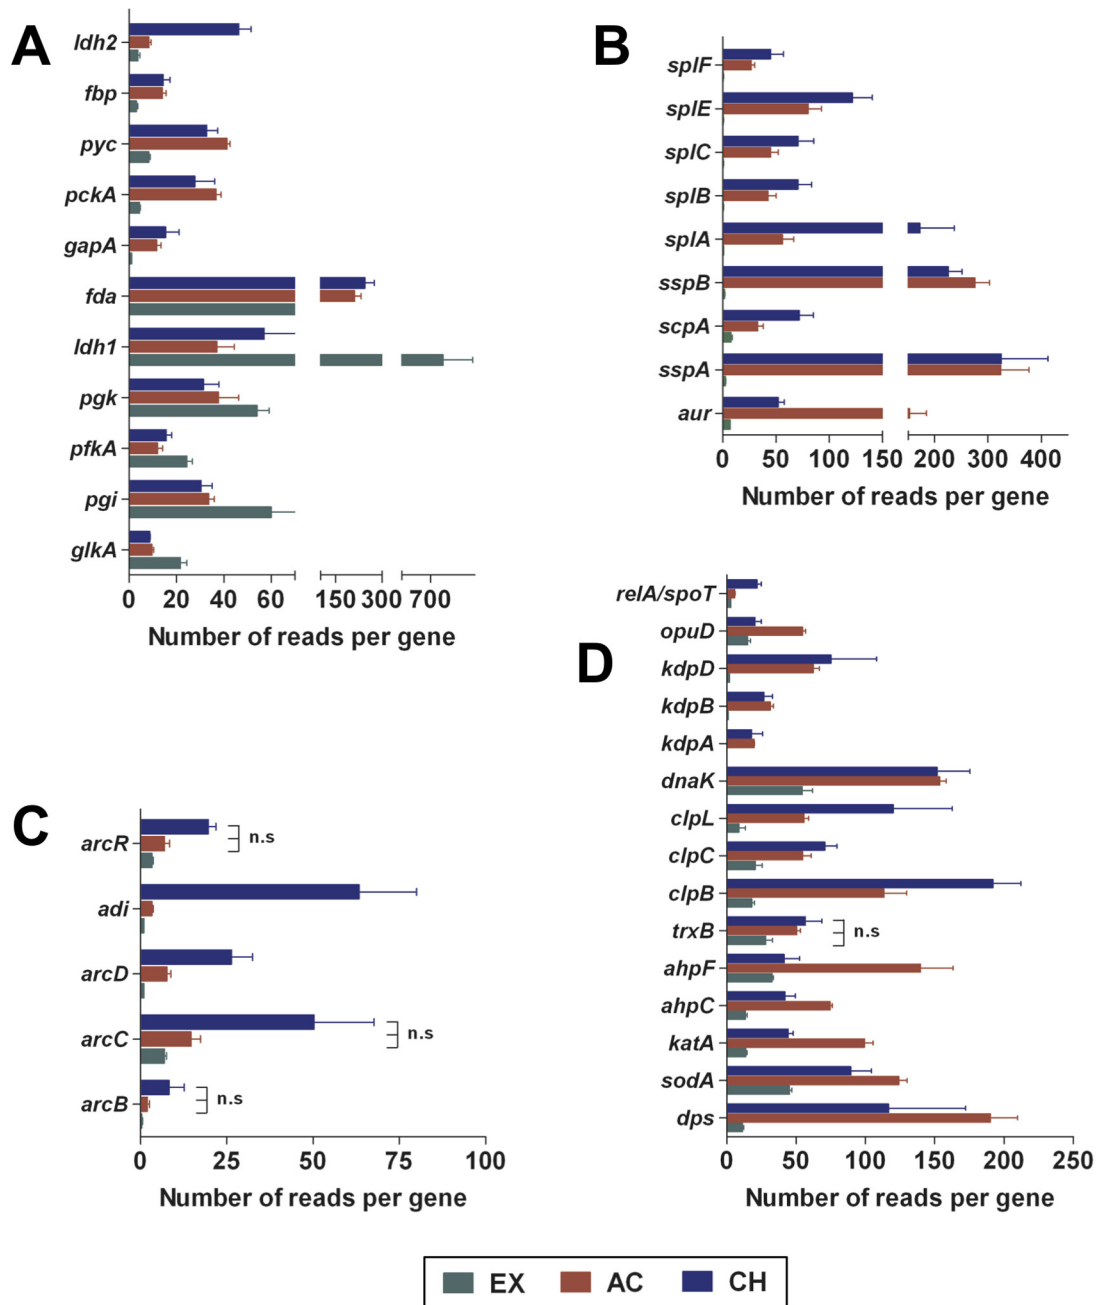 A
ldh2
fbp
pyc
pckA
gapA
fda
ldh1
pgk
pfkA
pgi
glkA
0 20 40 60 150 300 700
Number of reads per gene
B
splF
splE
splC
splB
splA
sspB
scpA
sspA
aur
0 50 100 150 200 300 400
Number of reads per gene
C
arcR
n.s
adi
arcD
arcC
n.s
arcB
n.s
0 25 50 75 100
Number of reads per gene
D
relA/spoT
opuD
kdpD
kdpB
kdpA
dnaK
clpL
clpC
clpB
trxB
n.s
ahpF
ahpC
katA
sodA
dps
0 50 100 150 200 250
Number of reads per gene
EX AC CH